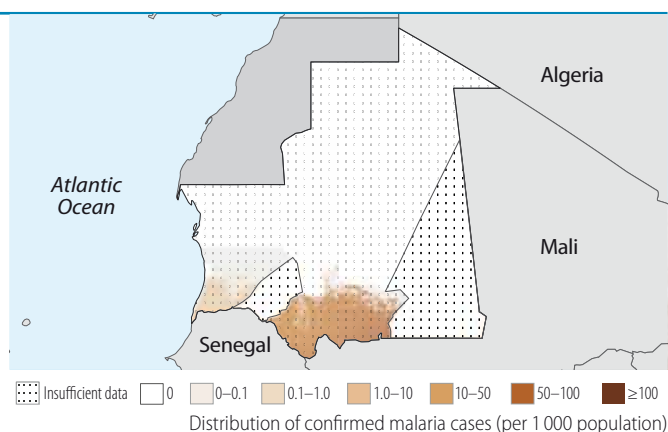 Algeria
Atlantic
Ocean
Mali
Senegal
Insufficient data 0 0–0.1 0.1–1.0 1.0–10 10–50 50–100 ≥100
Distribution of confirmed malaria cases (per 1 000 population)